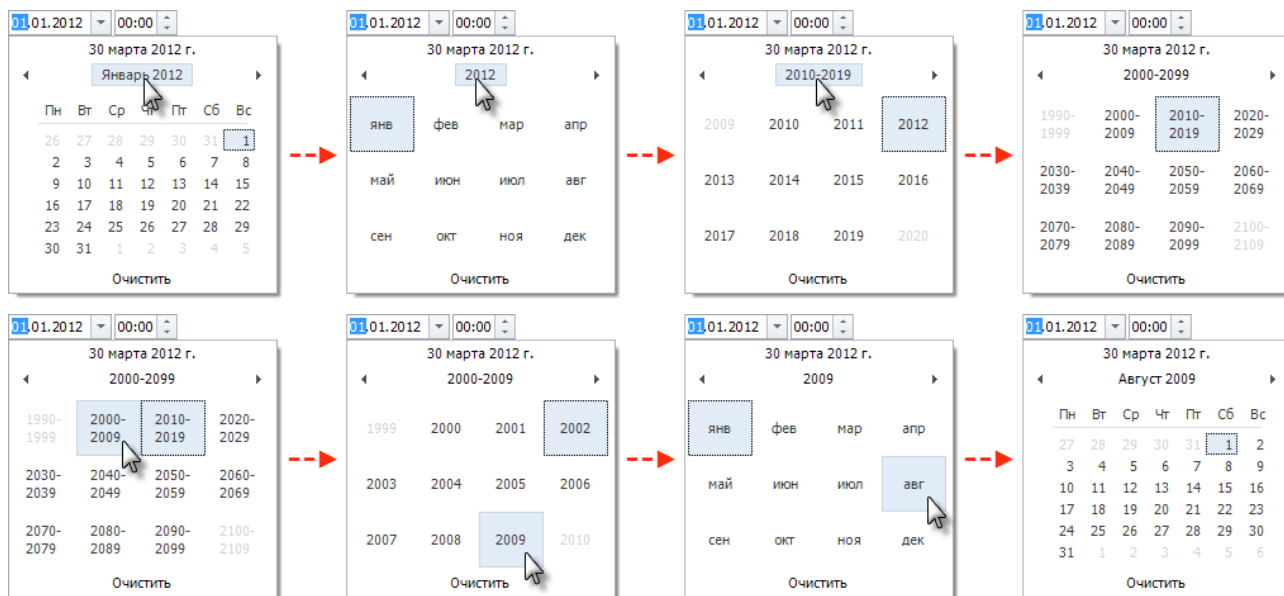 01.01.2012 00:00
30 марта 2012 г.
Январь 2012
Пн Вт Ср Чт Пт Сб Вс
26 27 28 29 30 31 1
2 3 4 5 6 7 8
9 10 11 12 13 14 15
16 17 18 19 20 21 22
23 24 25 26 27 28 29
30 31 1 2 3 4 5
Очистить
01.01.2012 00:00
30 марта 2012 г.
2012
янв фев мар апр
май июн июл авг
сен окт ноя дек
Очистить
01.01.2012 00:00
30 марта 2012 г.
2010-2019
2009 2010 2011 2012
2013 2014 2015 2016
2017 2018 2019 2020
Очистить
01.01.2012 00:00
30 марта 2012 г.
2000-2099
1990- 2000- 2010- 2020-
1999 2009 2019 2029
2030- 2040- 2050- 2060-
2039 2049 2059 2069
2070- 2080- 2090- 2100-
2079 2089 2099 2109
Очистить
01.01.2012 00:00
30 марта 2012 г.
2000-2099
1990- 2000- 2010- 2020-
1999 2009 2019 2029
2030- 2040- 2050- 2060-
2039 2049 2059 2069
2070- 2080- 2090- 2100-
2079 2089 2099 2109
Очистить
01.01.2012 00:00
30 марта 2012 г.
2000-2009
1999 2000 2001 2002
2003 2004 2005 2006
2007 2008 2009 2010
Очистить
01.01.2012 00:00
30 марта 2012 г.
2009
янв фев мар апр
май июн июл авг
сен окт ноя дек
Очистить
01.01.2012 00:00
30 марта 2012 г.
Август 2009
Пн Вт Ср Чт Пт Сб Вс
27 28 29 30 31 1 2
3 4 5 6 7 8 9
10 11 12 13 14 15 16
17 18 19 20 21 22 23
24 25 26 27 28 29 30
31 1 2 3 4 5 6
Очистить